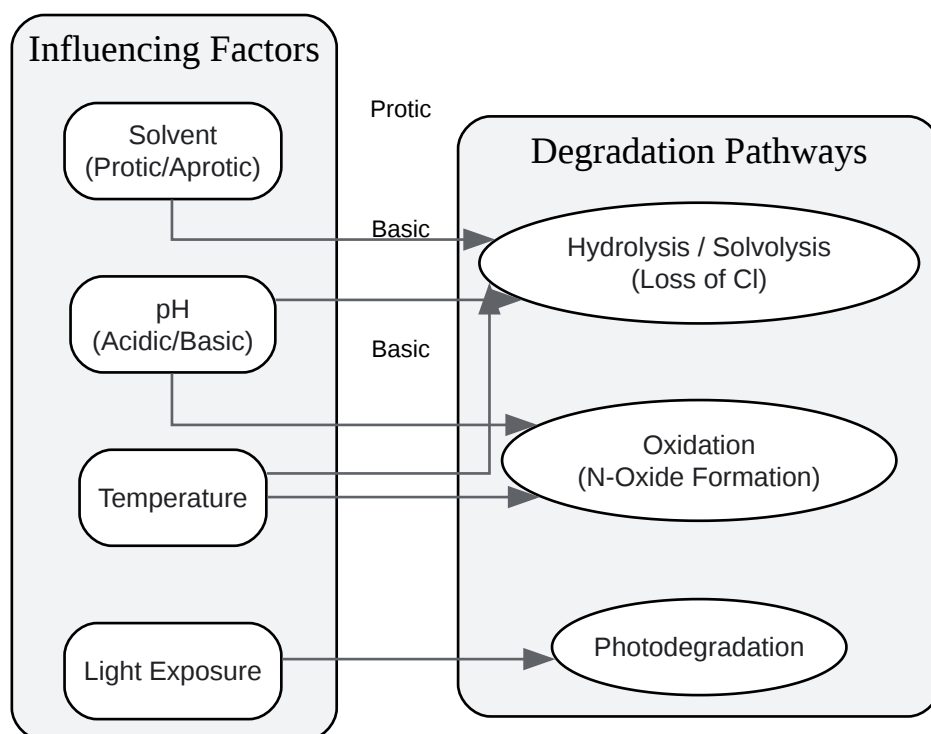 Influencing Factors
Solvent
(Protic/Aprotic)
pH
(Acidic/Basic)
Temperature
Light Exposure
Protic
Basic
Basic
Degradation Pathways
Hydrolysis / Solvolysis
(Loss of Cl)
Oxidation
(N-Oxide Formation)
Photodegradation